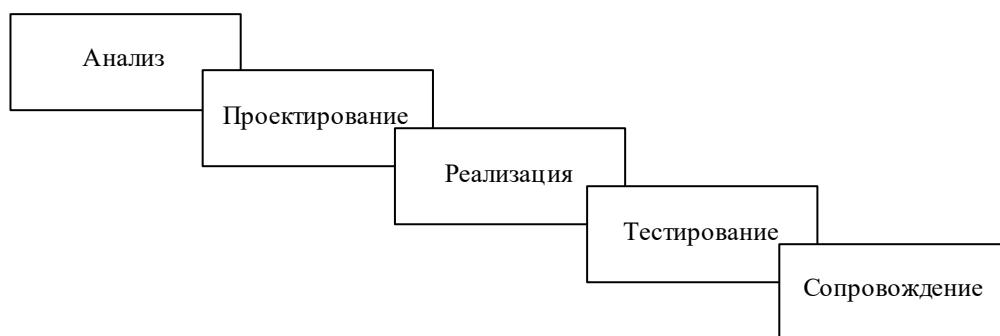 Анализ
Проектирование
Реализация
Тестирование
Сопровождение